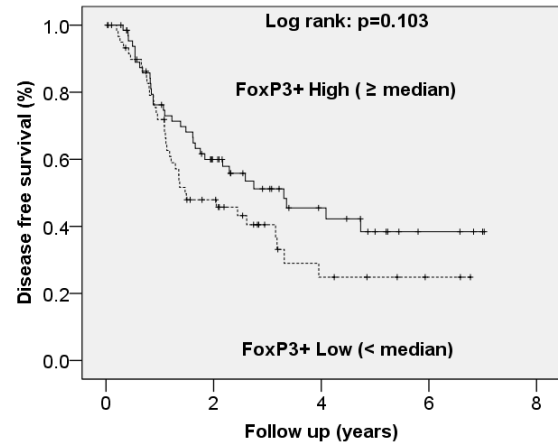 Log rank: p=0.103
FoxP3+ High ( ≥ median)
FoxP3+ Low (< median)
Disease free survival (%)
1.0
0.8
0.6
0.4
0.2
0.0
0 2 4 6 8
Follow up (years)